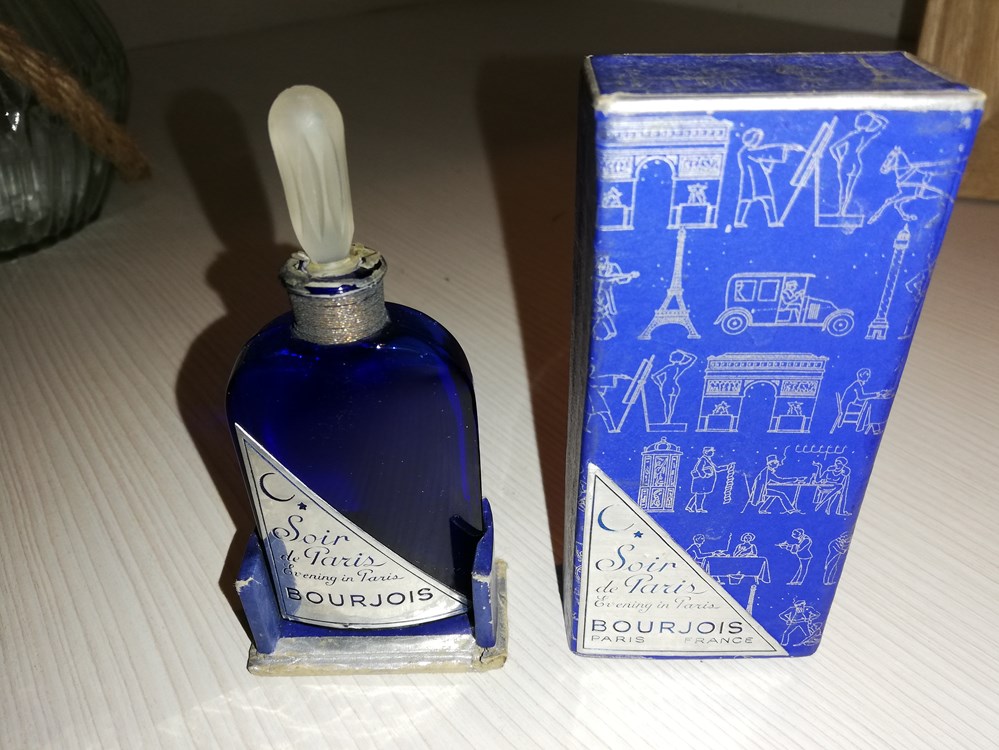 Soir
de Paris
Evening in Paris
BOURJOIS
Soir
de Paris
Evening in Paris
BOURJOIS
PARIS FRANCE